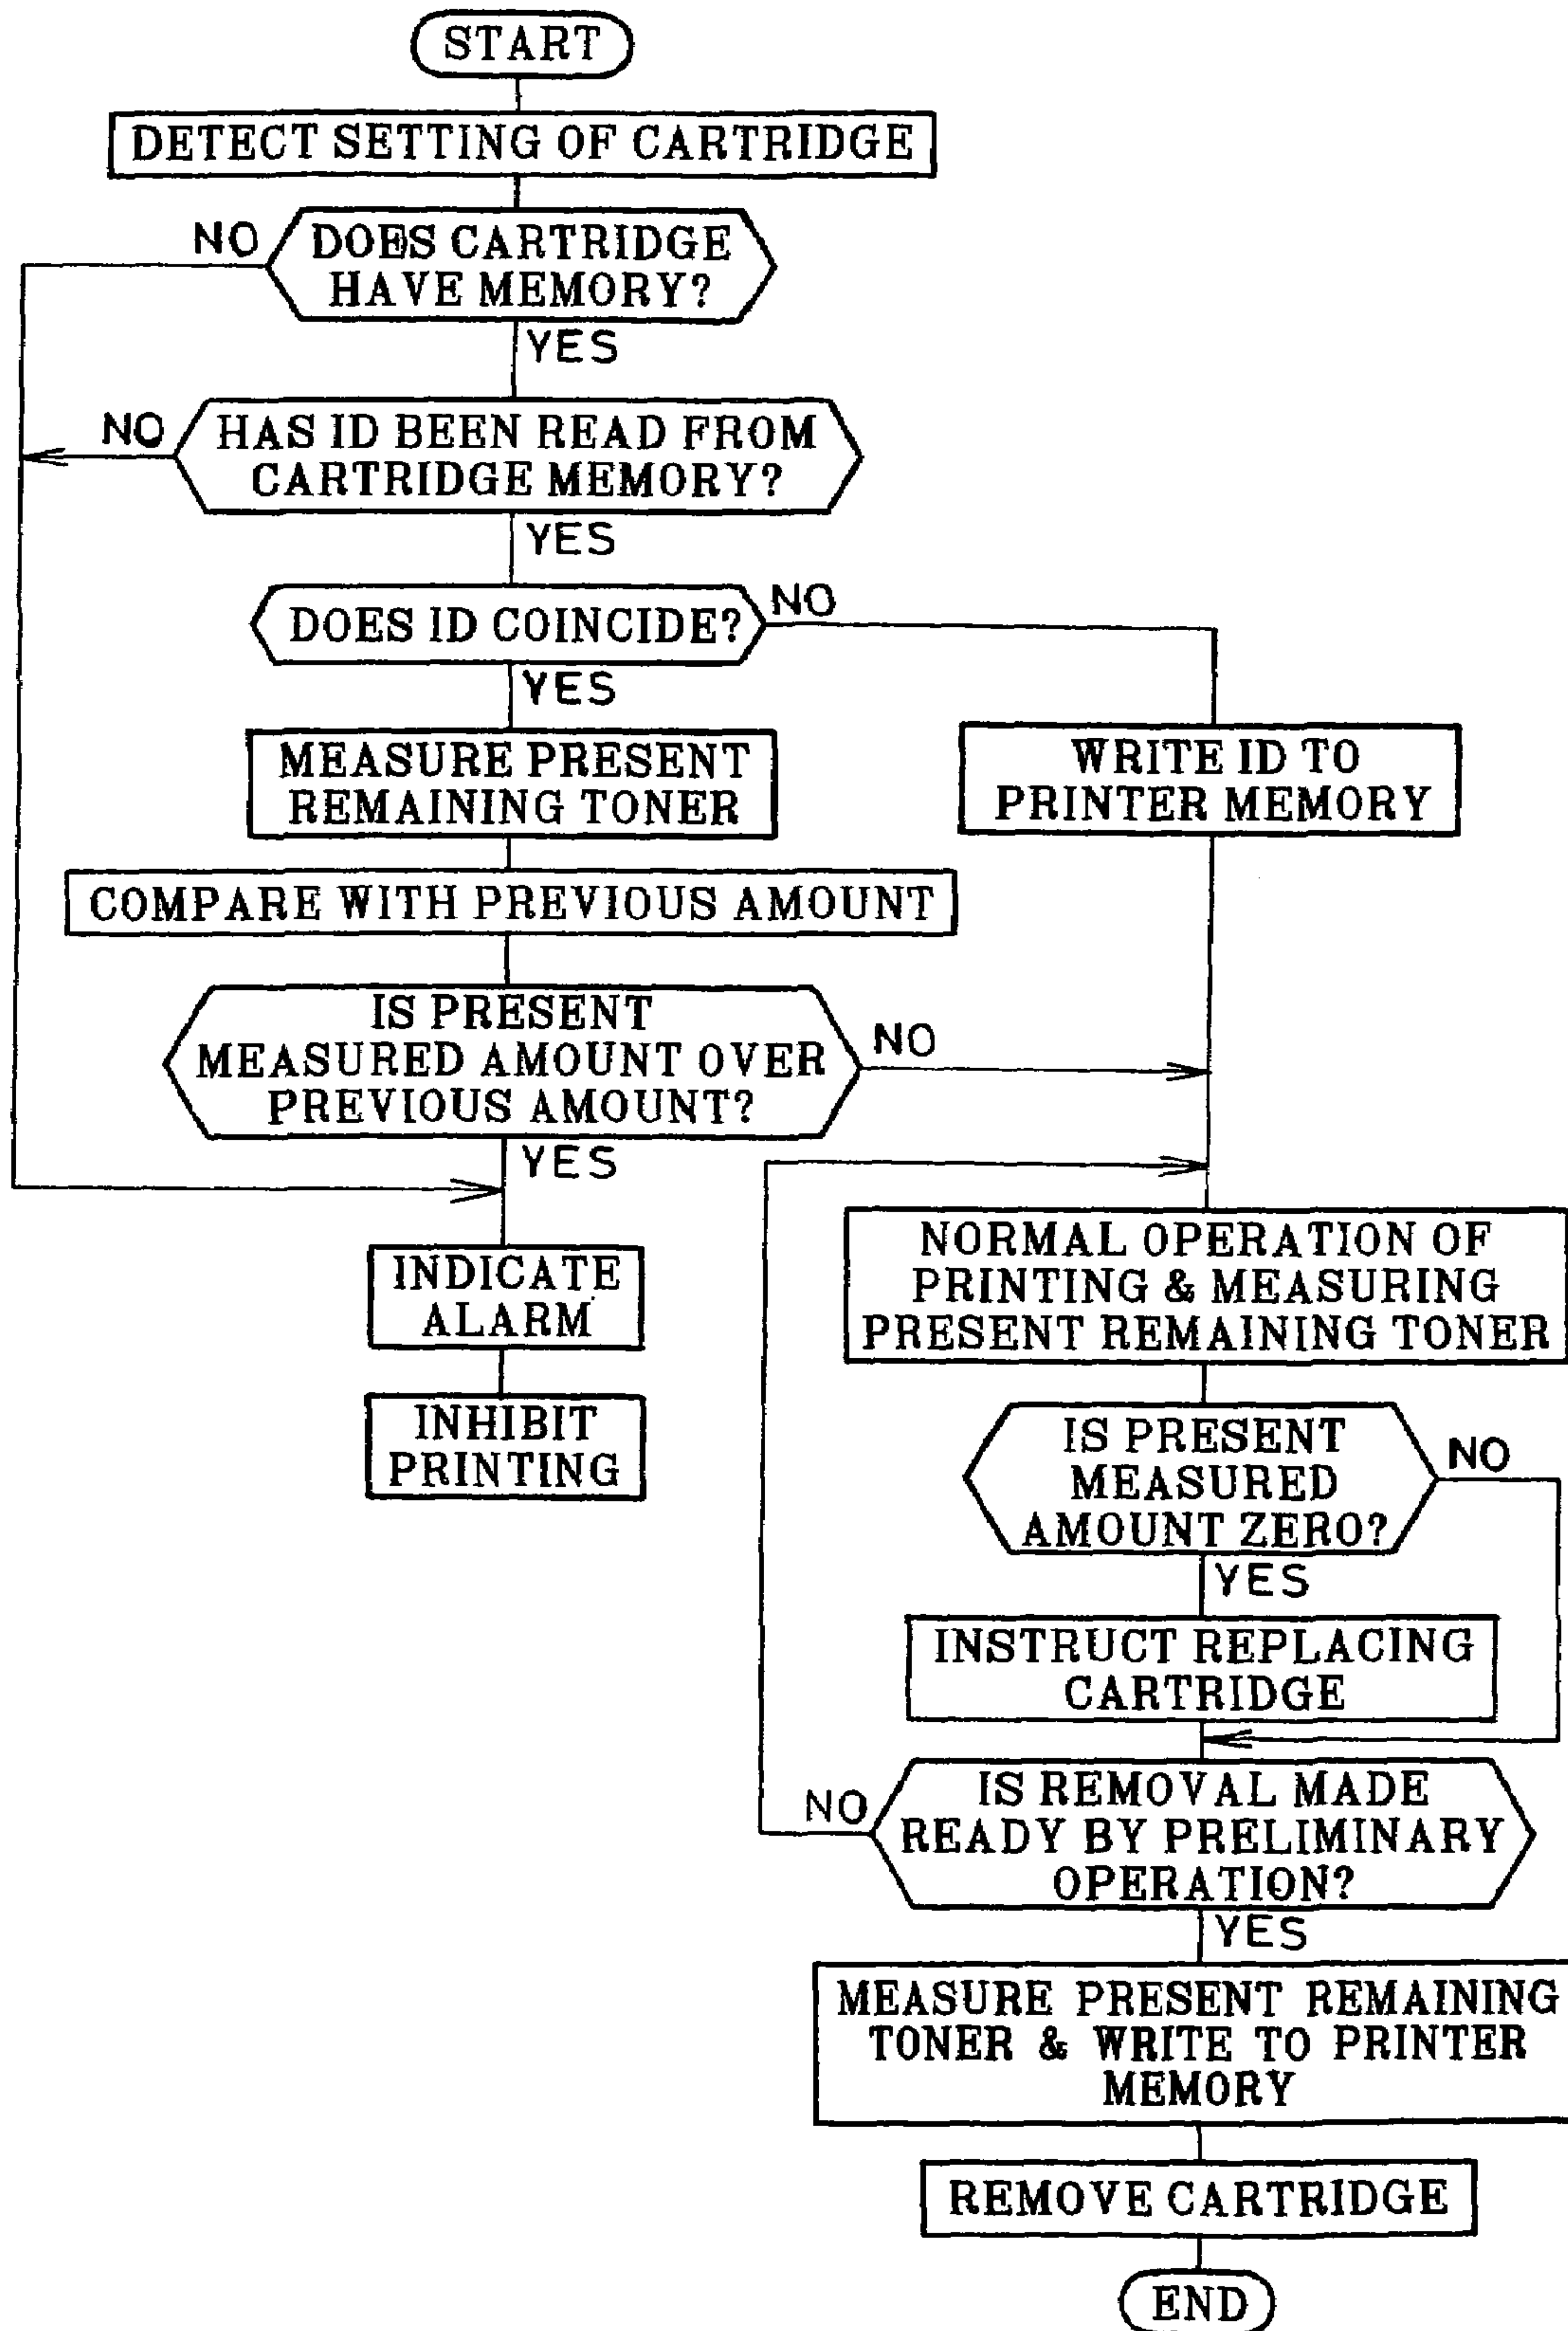 START
DETECT SETTING OF CARTRIDGE
NO
DOES CARTRIDGE
HAVE MEMORY?
YES
NO
HAS ID BEEN READ FROM
CARTRIDGE MEMORY?
YES
DOES ID COINCIDE?
NO
YES
MEASURE PRESENT
REMAINING TONER
WRITE ID TO
PRINTER MEMORY
COMPARE WITH PREVIOUS AMOUNT
IS PRESENT
MEASURED AMOUNT OVER
PREVIOUS AMOUNT?
NO
YES
INDICATE
ALARM
INHIBIT
PRINTING
NORMAL OPERATION OF
PRINTING & MEASURING
PRESENT REMAINING TONER
IS PRESENT
MEASURED
AMOUNT ZERO?
NO
YES
INSTRUCT REPLACING
CARTRIDGE
NO
IS REMOVAL MADE
READY BY PRELIMINARY
OPERATION?
YES
MEASURE PRESENT REMAINING
TONER & WRITE TO PRINTER
MEMORY
REMOVE CARTRIDGE
END